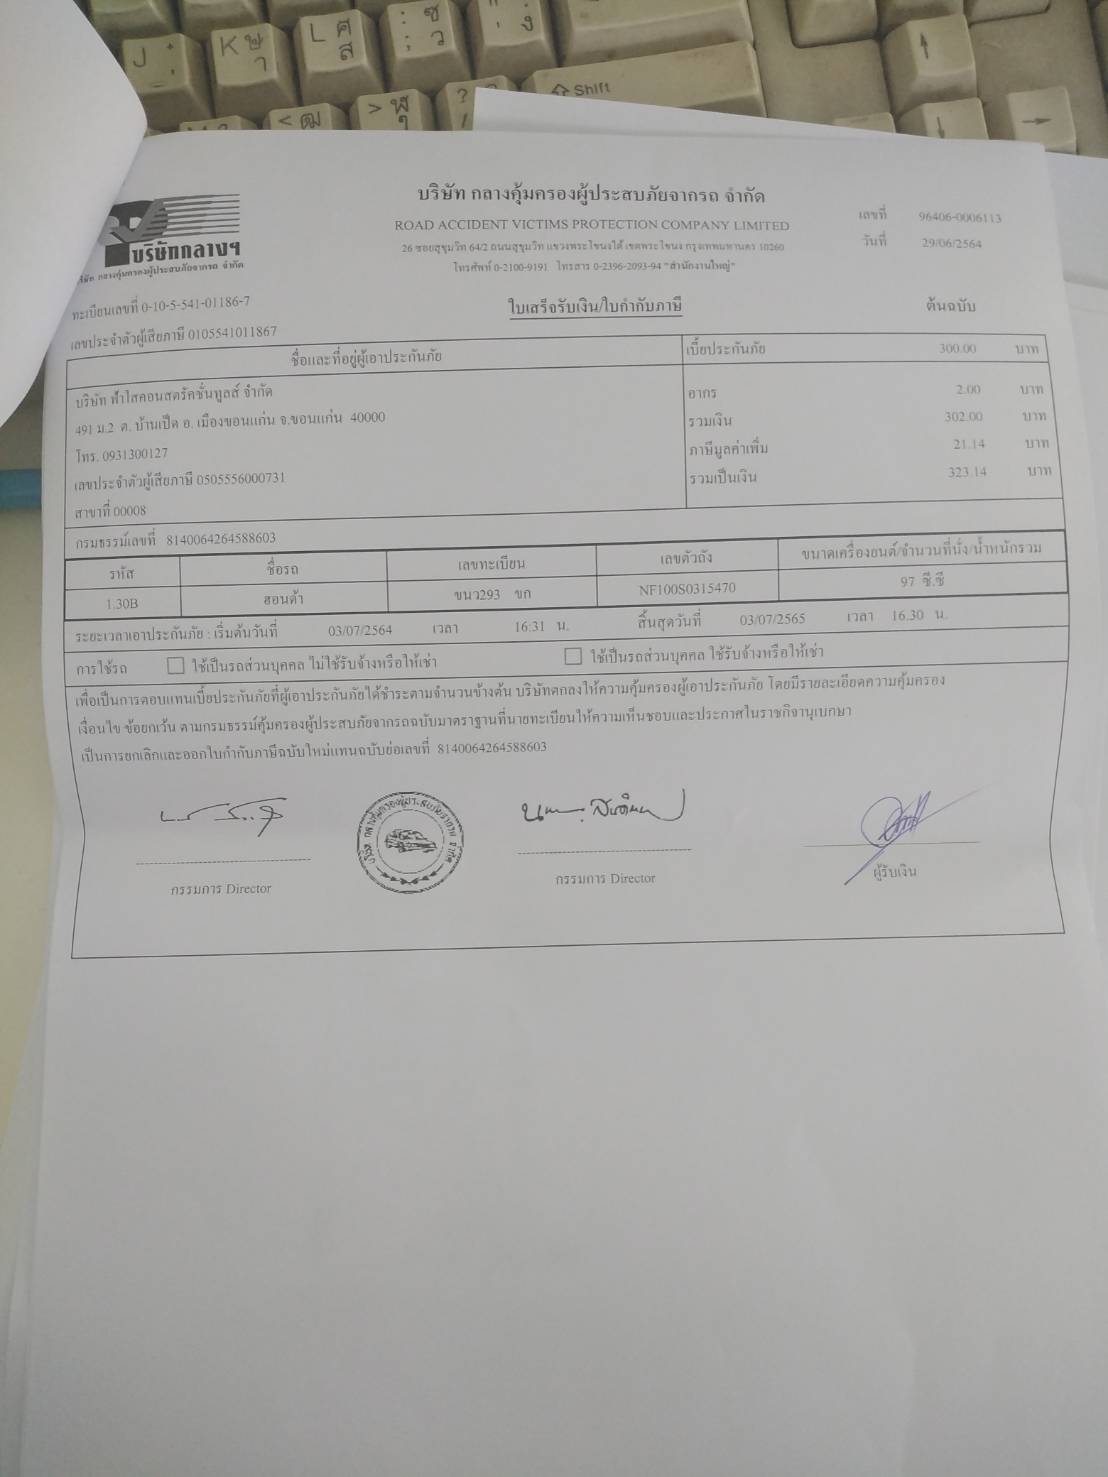 J
K ษ า
L ศ ส
: ซ
; ว
' ง
Shift
< ฒ
> ฬ
?
บริษัทกลางฯ
บริษัท กลางคุ้มครองผู้ประสบภัยจากรถ จำกัด
บริษัท กลางคุ้มครองผู้ประสบภัยจากรถ จำกัด
ROAD ACCIDENT VICTIMS PROTECTION COMPANY LIMITED
26 ซอยสุขุมวิท 64/2 ถนนสุขุมวิท แขวงพระโขนงใต้ เขตพระโขนง กรุงเทพมหานคร 10260
โทรศัพท์ 0-2100-9191 โทรสาร 0-2396-2093-94 "สำนักงานใหญ่"
เลขที่ 96406-0006113
วันที่ 29/06/2564
ทะเบียนเลขที่ 0-10-5-541-01186-7
เลขประจำตัวผู้เสียภาษี 0105541011867
ใบเสร็จรับเงิน/ใบกำกับภาษี
ต้นฉบับ
ชื่อและที่อยู่ผู้เอาประกันภัย
บริษัท ฟ้าใสคอนสตรัคชั่นทูลส์ จำกัด
491 ม.2 ต. บ้านเป็ด อ. เมืองขอนแก่น จ.ขอนแก่น 40000
โทร. 0931300127
เลขประจำตัวผู้เสียภาษี 0505556000731
สาขาที่ 00008
เบี้ยประกันภัย 300.00 บาท
อากร 2.00 บาท
รวมเงิน 302.00 บาท
ภาษีมูลค่าเพิ่ม 21.14 บาท
รวมเป็นเงิน 323.14 บาท
กรมธรรม์เลขที่ 8140064264588603
รหัส ชื่อรถ เลขทะเบียน เลขตัวถัง ขนาดเครื่องยนต์/จำนวนที่นั่ง/น้ำหนักรวม
1.30B ฮอนด้า ขนว293 ขก NF100S0315470 97 ซี.ซี
ระยะเวลาเอาประกันภัย : เริ่มต้นวันที่ 03/07/2564 เวลา 16:31 น. สิ้นสุดวันที่ 03/07/2565 เวลา 16.30 น.
การใช้รถ ใช้เป็นรถส่วนบุคคล ไม่ใช้รับจ้างหรือให้เช่า ใช้เป็นรถส่วนบุคคล ใช้รับจ้างหรือให้เช่า
เพื่อเป็นการตอบแทนเบี้ยประกันภัยที่ผู้เอาประกันภัยได้ชำระตามจำนวนข้างต้น บริษัทตกลงให้ความคุ้มครองผู้เอาประกันภัย โดยมีรายละเอียดความคุ้มครอง
เงื่อนไข ข้อยกเว้น ตามกรมธรรม์คุ้มครองผู้ประสบภัยจากรถฉบับมาตราฐานที่นายทะเบียนให้ความเห็นชอบและประกาศในราชกิจานุเบกษา
เป็นการยกเลิกและออกใบกำกับภาษีฉบับใหม่แทนฉบับย่อเลขที่ 8140064264588603
บริษัท กลางคุ้มครองผู้ประสบภัยจากรถ จำกัด
กรรมการ Director
กรรมการ Director
ผู้รับเงิน